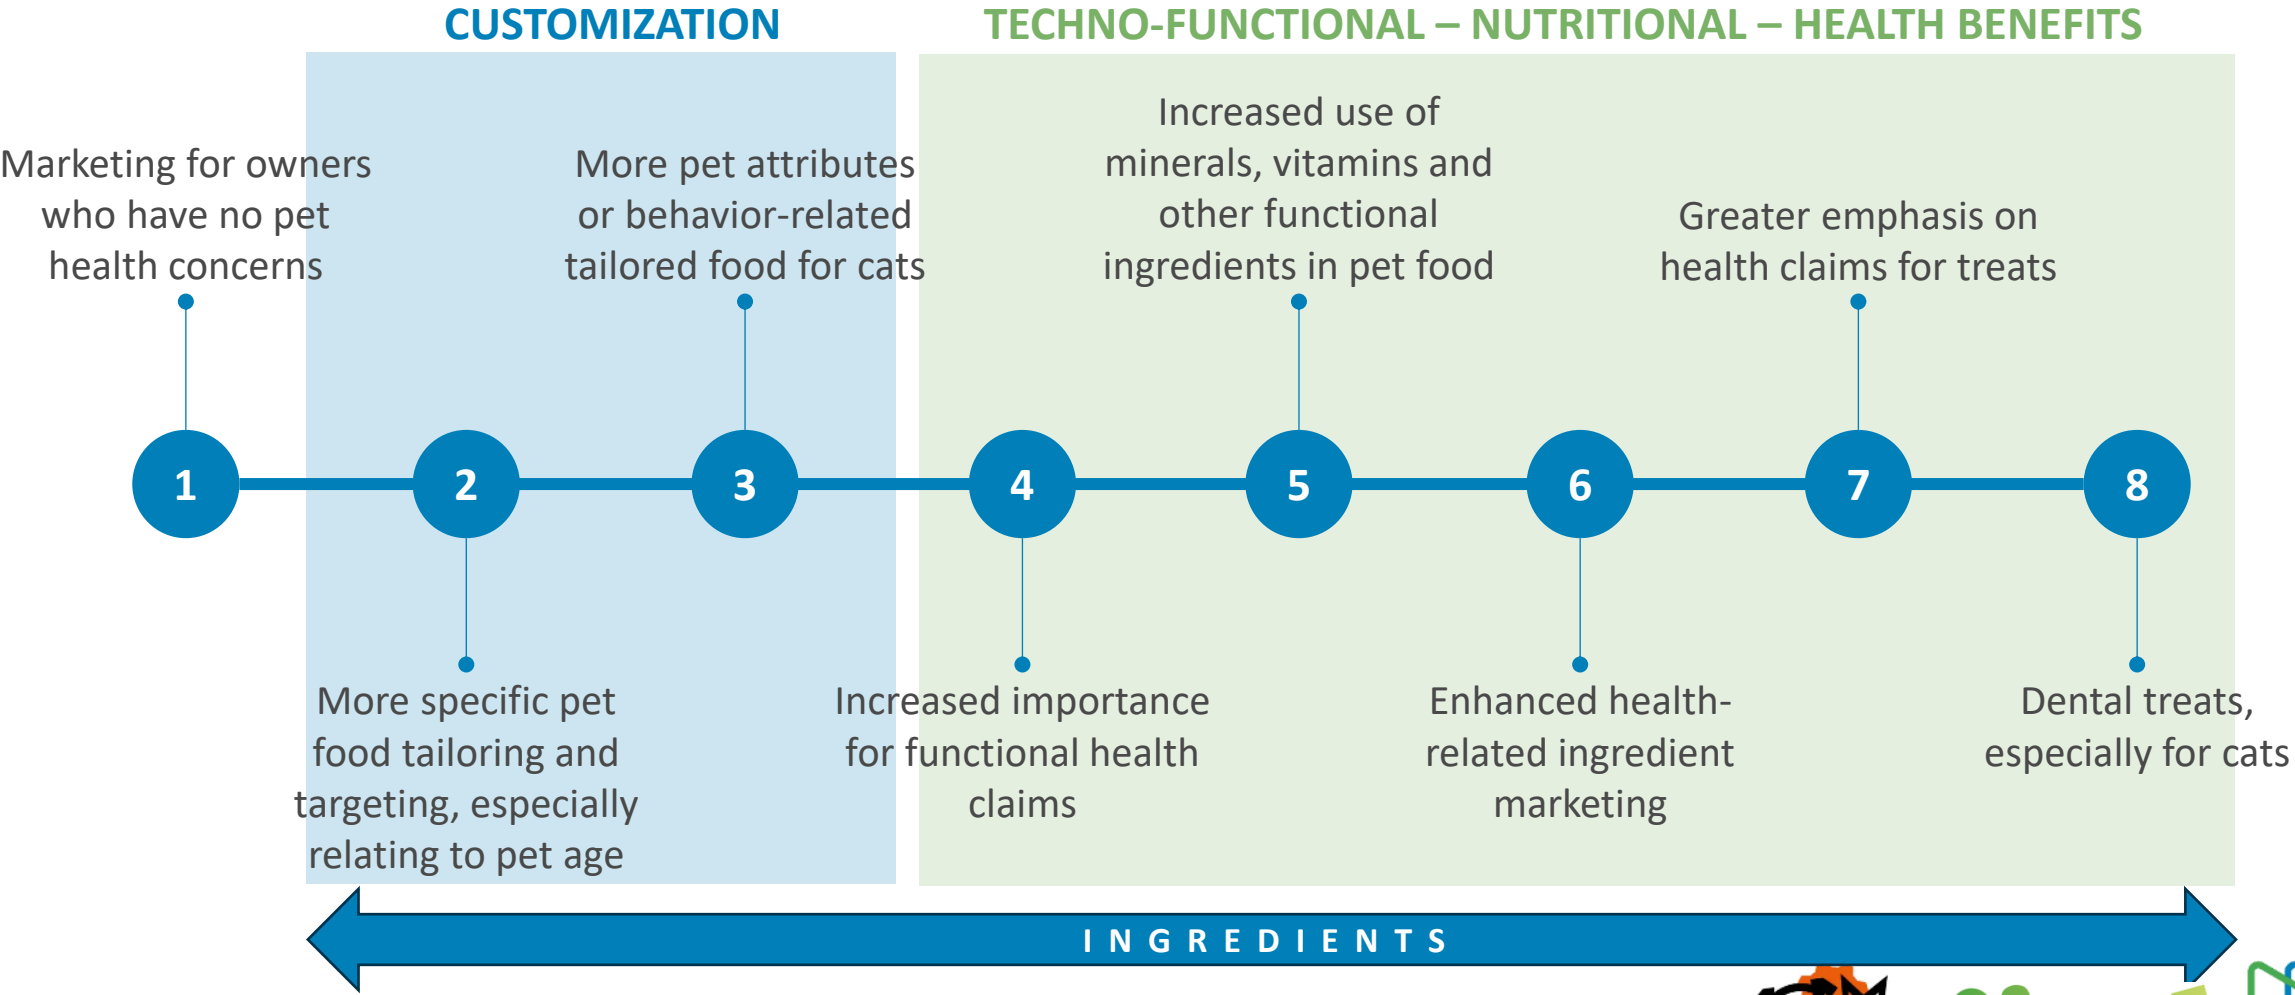 CUSTOMIZATION
TECHNO-FUNCTIONAL – NUTRITIONAL – HEALTH BENEFITS
Marketing for owners
who have no pet
health concerns
More pet attributes
or behavior-related
tailored food for cats
Increased use of
minerals, vitamins and
other functional
ingredients in pet food
Greater emphasis on
health claims for treats
1
2
3
4
5
6
7
8
More specific pet
food tailoring and
targeting, especially
relating to pet age
Increased importance
for functional health
claims
Enhanced health-
related ingredient
marketing
Dental treats,
especially for cats
INGREDIENTS